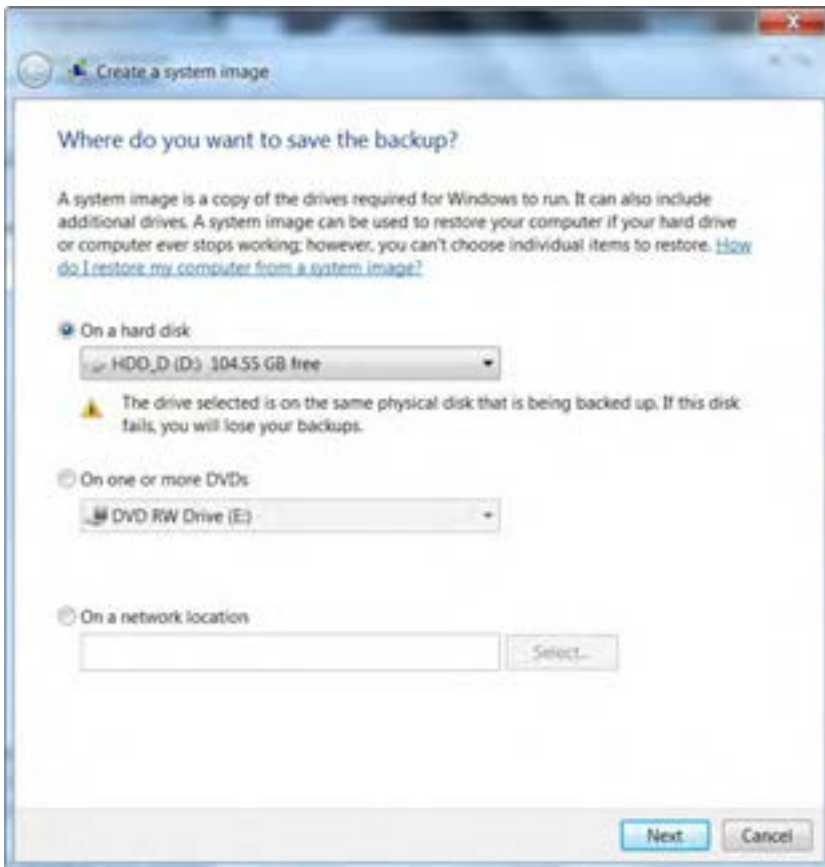 Create a system image
Where do you want to save the backup?
A system image is a copy of the drives required for Windows to run. It can also include
additional drives. A system image can be used to restore your computer if your hard drive
or computer ever stops working; however, you can't choose individual items to restore. How
do I restore my computer from a system image?
On a hard disk
HDD_D (D:) 104.55 GB free
The drive selected is on the same physical disk that is being backed up. If this disk
fails, you will lose your backups.
On one or more DVDs
DVD RW Drive (E:)
On a network location
Select...
Next Cancel